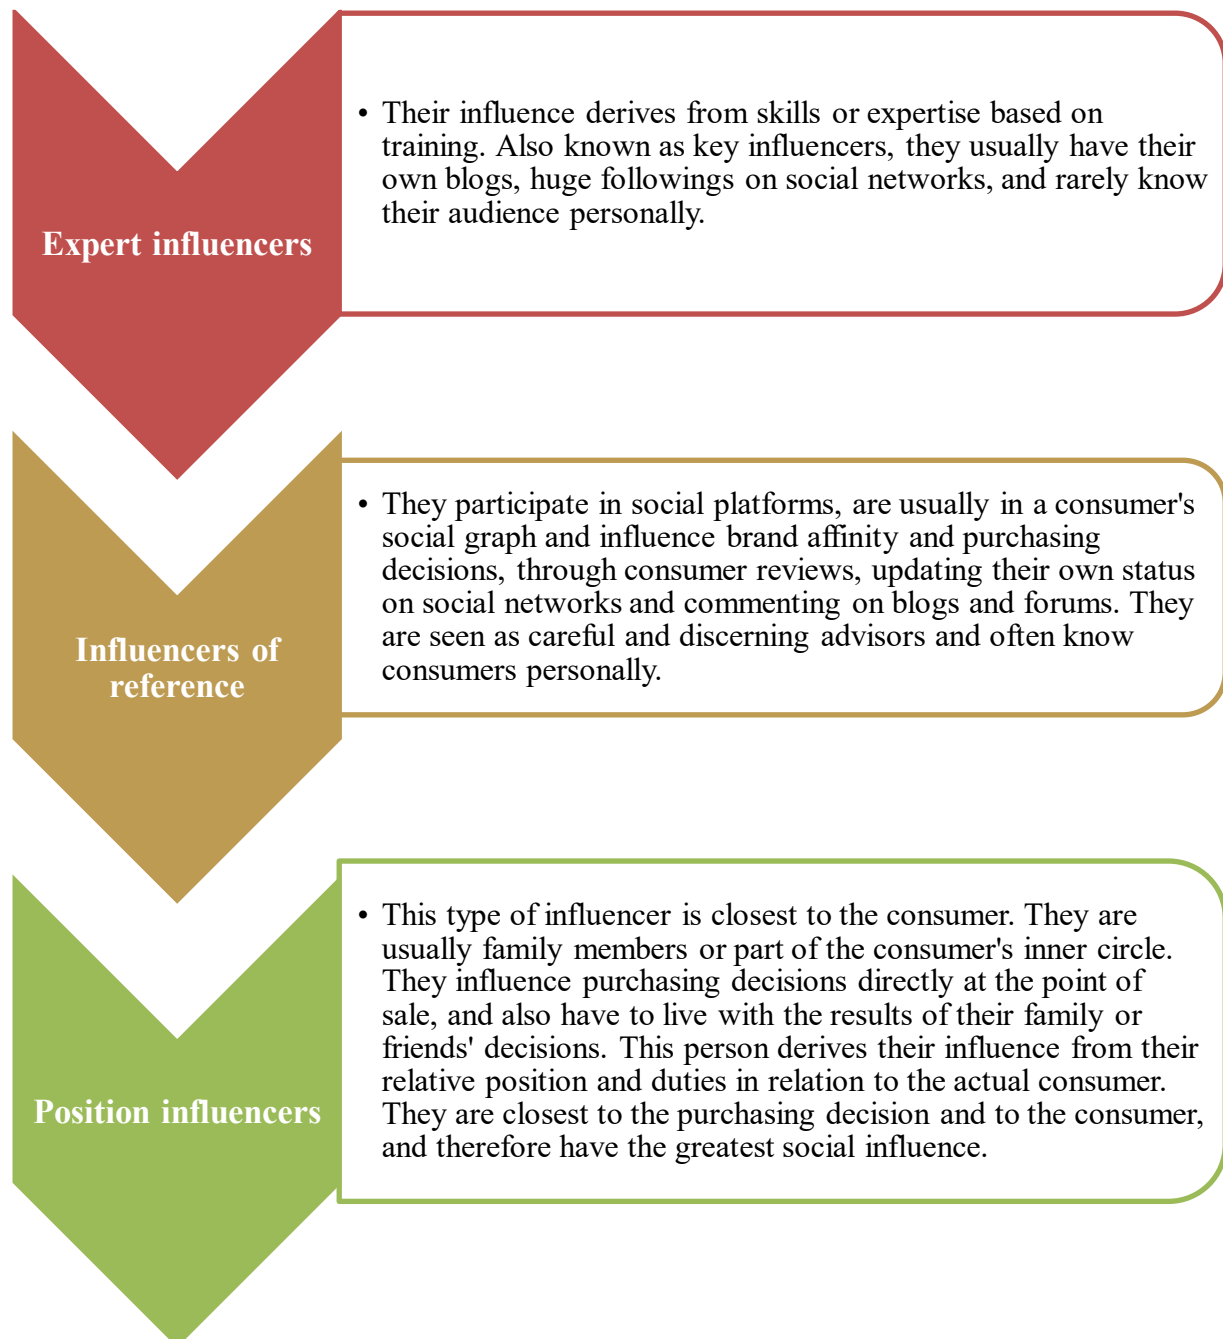 Expert influencers
• Their influence derives from skills or expertise based on
training. Also known as key influencers, they usually have their
own blogs, huge followings on social networks, and rarely know
their audience personally.
Influencers of
reference
• They participate in social platforms, are usually in a consumer's
social graph and influence brand affinity and purchasing
decisions, through consumer reviews, updating their own status
on social networks and commenting on blogs and forums. They
are seen as careful and discerning advisors and often know
consumers personally.
Position influencers
• This type of influencer is closest to the consumer. They are
usually family members or part of the consumer's inner circle.
They influence purchasing decisions directly at the point of
sale, and also have to live with the results of their family or
friends' decisions. This person derives their influence from their
relative position and duties in relation to the actual consumer.
They are closest to the purchasing decision and to the consumer,
and therefore have the greatest social influence.